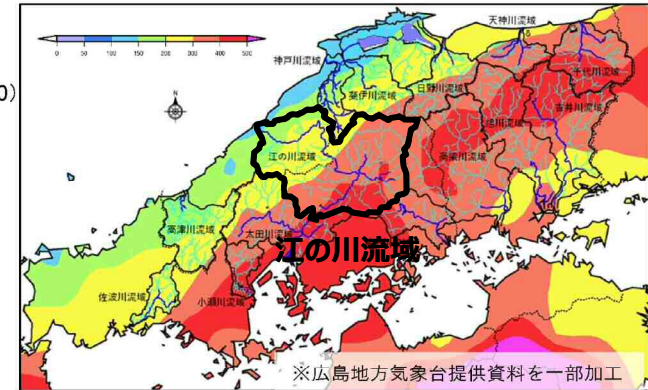 0 50 100 150 200 300 400 500
0)
天神川流域
神戸川流域
千代川流域
斐伊川流域
日野川流域
吉井川流域
旭川流域
江の川流域
高梁川流域
高津川流域
太田川流域
江の川流域
佐波川流域
小瀬川流域
※広島地方気象台提供資料を一部加工